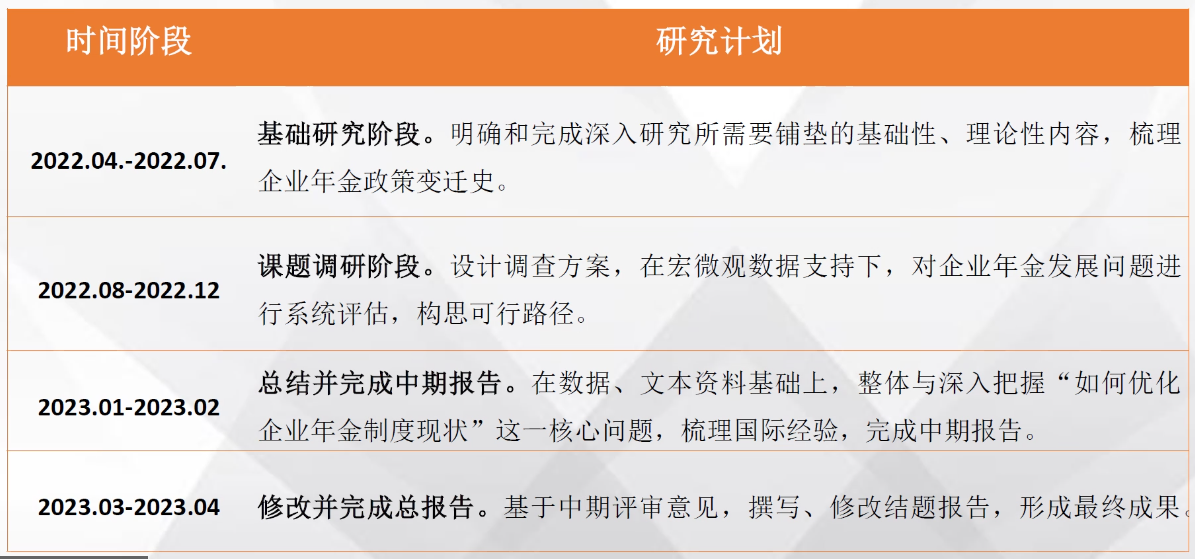 时间阶段 研究计划
基础研究阶段。明确和完成深入研究所需要铺垫的基础性、理论性内容，梳理
2022.04.-2022.07.
企业年金政策变迁史。
课题调研阶段。设计调查方案，在宏微观数据支持下，对企业年金发展问题进
2022.08-2022.12
行系统评估，构思可行路径。
总结并完成中期报告。在数据、文本资料基础上，整体与深入把握“如何优化
2023.01-2023.02
企业年金制度现状”这一核心问题，梳理国际经验，完成中期报告。
2023.03-2023.04 修改并完成总报告。基于中期评审意见，撰写、修改结题报告，形成最终成果。